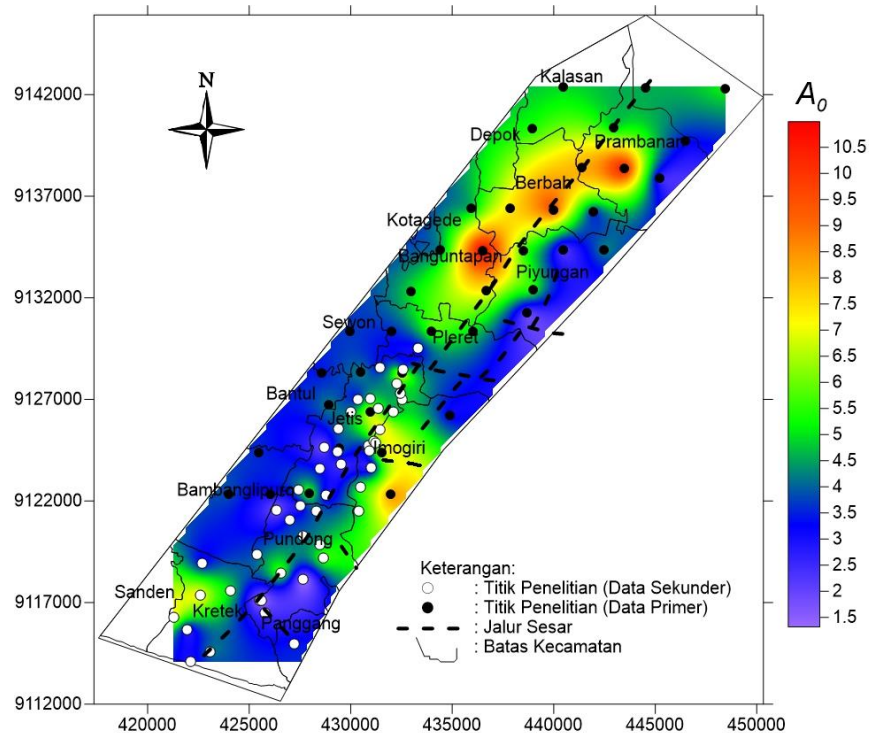 N
A0
9142000
9137000
9132000
9127000
9122000
9117000
9112000
420000 425000 430000 435000 440000 445000 450000
Kalasan
Depok
Prambanan
Berbah
Kotagede
Banguntapan
Piyungan
Sewon
Pleret
Bantul
Jetis
Imogiri
Bambanglipuro
Pundong
Sanden
Kretek
Panggang
Keterangan:
: Titik Penelitian (Data Sekunder)
: Titik Penelitian (Data Primer)
: Jalur Sesar
: Batas Kecamatan
10.5
10
9.5
9
8.5
8
7.5
7
6.5
6
5.5
5
4.5
4
3.5
3
2.5
2
1.5